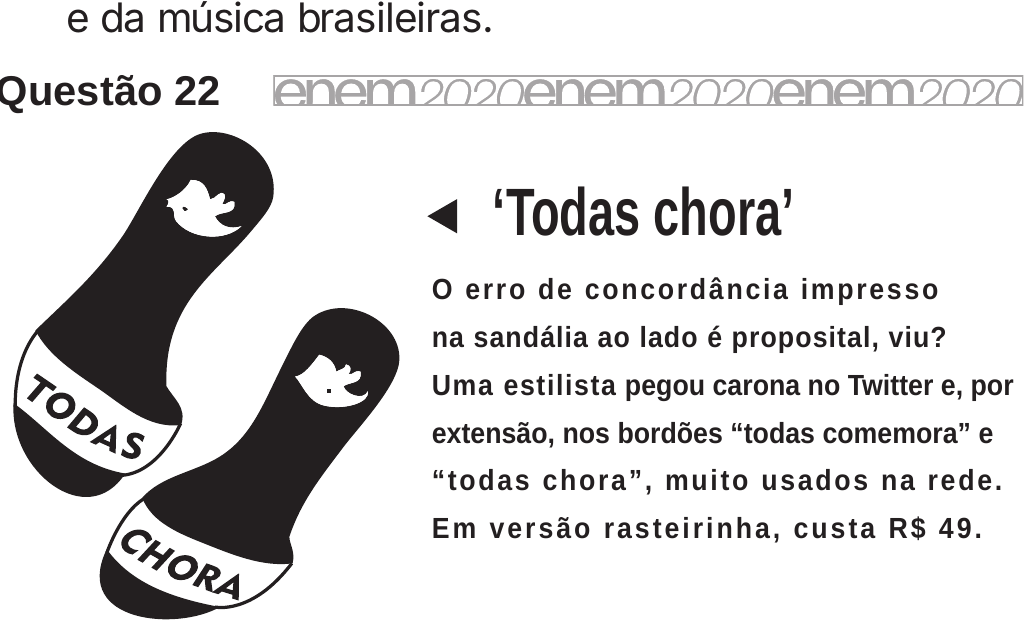 e da música brasileiras.
Questão 22
enem2020enem2020enem2020
‘Todas chora’
O erro de concordância impresso
na sandália ao lado é proposital, viu?
Uma estilista pegou carona no Twitter e, por
extensão, nos bordões “todas comemora” e
“todas chora”, muito usados na rede.
Em versão rasteirinha, custa R$ 49.
TODAS
CHORA